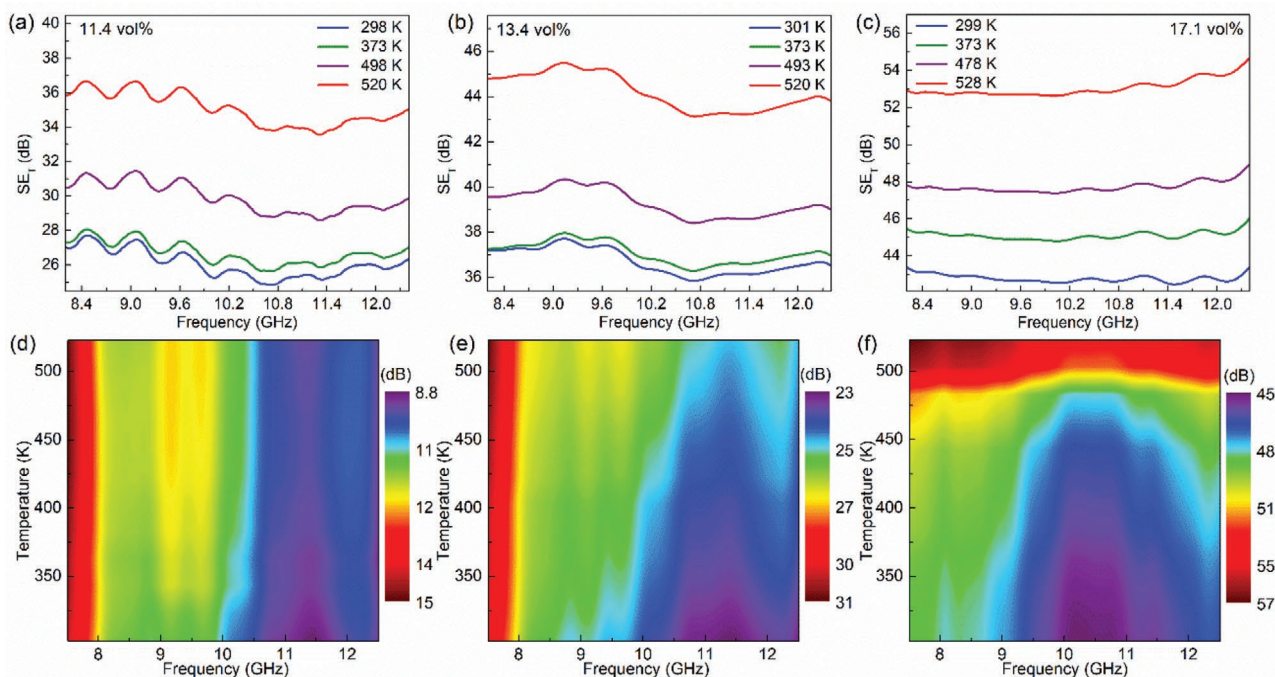 (a)
11.4 vol%
298 K
373 K
498 K
520 K
40
38
36
34
32
30
28
26
SET (dB)
8.4 9.0 9.6 10.2 10.8 11.4 12.0
Frequency (GHz)
(b)
13.4 vol%
301 K
373 K
493 K
520 K
46
44
42
40
38
36
SET (dB)
8.4 9.0 9.6 10.2 10.8 11.4 12.0
Frequency (GHz)
(c)
17.1 vol%
299 K
373 K
478 K
528 K
56
54
52
50
48
46
44
SET (dB)
8.4 9.0 9.6 10.2 10.8 11.4 12.0
Frequency (GHz)
(d)
500
450
400
350
Temperature (K)
8 9 10 11 12
Frequency (GHz)
(dB)
8.8
11
12
14
15
(e)
500
450
400
350
Temperature (K)
8 9 10 11 12
Frequency (GHz)
(dB)
23
25
27
30
31
(f)
500
450
400
350
Temperature (K)
8 9 10 11 12
Frequency (GHz)
(dB)
45
48
51
55
57